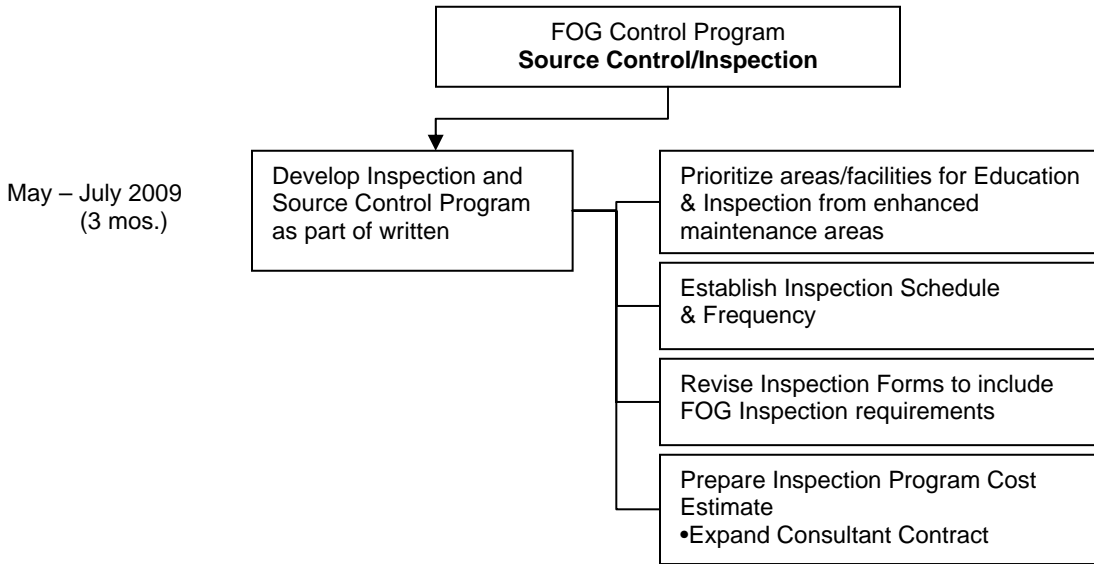 FOG Control Program
Source Control/Inspection
May – July 2009
(3 mos.)
Develop Inspection and
Source Control Program
as part of written
Prioritize areas/facilities for Education
& Inspection from enhanced
maintenance areas
Establish Inspection Schedule
& Frequency
Revise Inspection Forms to include
FOG Inspection requirements
Prepare Inspection Program Cost
Estimate
•Expand Consultant Contract